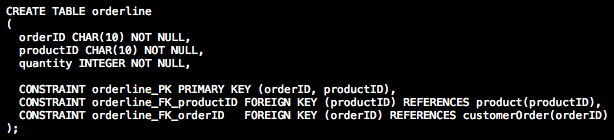 CREATE TABLE orderline
(
  orderID CHAR(10) NOT NULL,
  productID CHAR(10) NOT NULL,
  quantity INTEGER NOT NULL,

  CONSTRAINT orderline_PK PRIMARY KEY (orderID, productID),
  CONSTRAINT orderline_FK_productID FOREIGN KEY (productID) REFERENCES product(productID),
  CONSTRAINT orderline_FK_orderID   FOREIGN KEY (orderID) REFERENCES customerOrder(orderID)
);